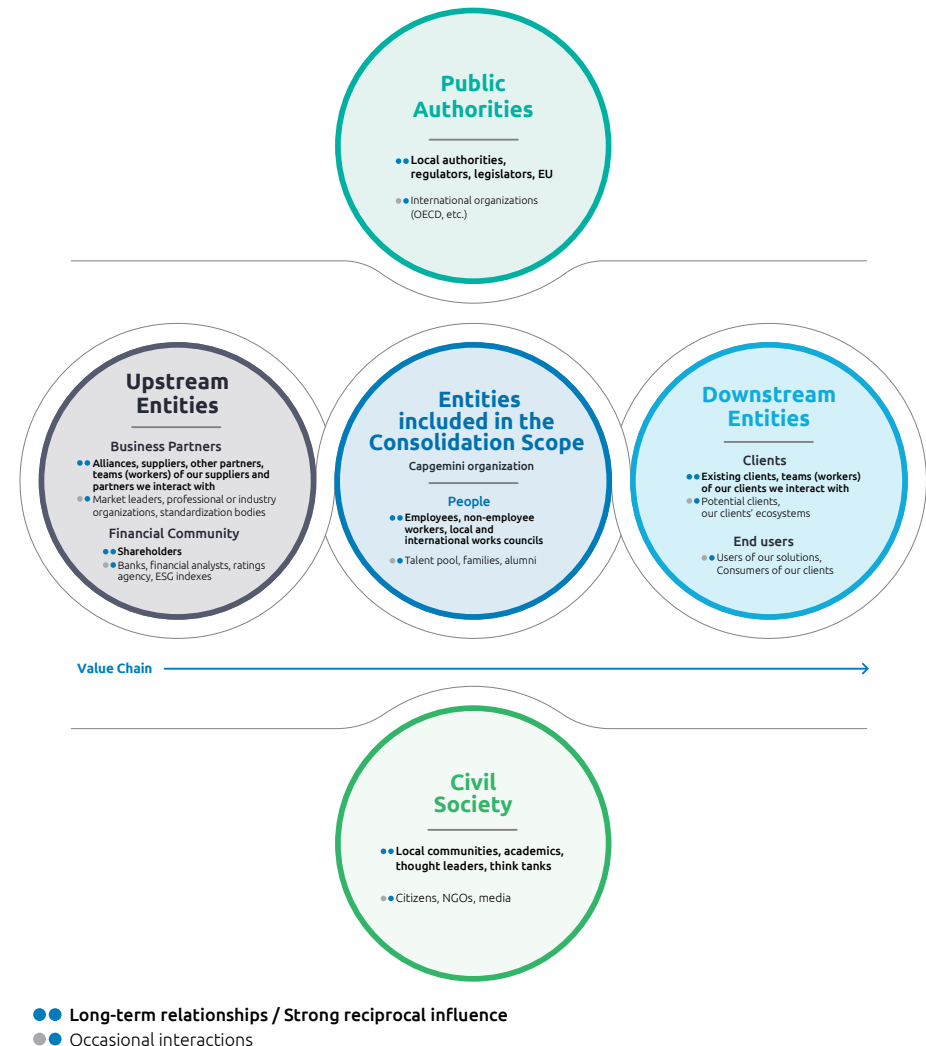 Public
Authorities
Local authorities,
regulators, legislators, EU
International organizations
(OECD, etc.)
Upstream
Entities
Business Partners
Alliances, suppliers, other partners,
teams (workers) of our suppliers and
partners we interact with
Market leaders, professional or industry
organizations, standardization bodies
Financial Community
Shareholders
Banks, financial analysts, ratings
agency, ESG indexes
Entities
included in the
Consolidation Scope
Capgemini organization
People
Employees, non-employee
workers, local and
international works councils
Talent pool, families, alumni
Downstream
Entities
Clients
Existing clients, teams (workers)
of our clients we interact with
Potential clients,
our clients' ecosystems
End users
Users of our solutions,
Consumers of our clients
Value Chain
Civil
Society
Local communities, academics,
thought leaders, think tanks
Citizens, NGOs, media
Long-term relationships / Strong reciprocal influence
Occasional interactions